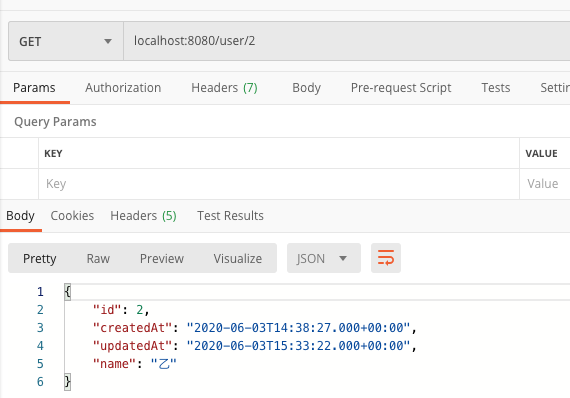 GET localhost:8080/user/2
Params Authorization Headers (7) Body Pre-request Script Tests
Query Params
KEY VALUE
Key Value
Body Cookies Headers (5) Test Results
Pretty Raw Preview Visualize JSON
1 {
2 "id": 2,
3 "createdAt": "2020-06-03T14:38:27.000+00:00",
4 "updatedAt": "2020-06-03T15:33:22.000+00:00",
5 "name": "乙"
6 }